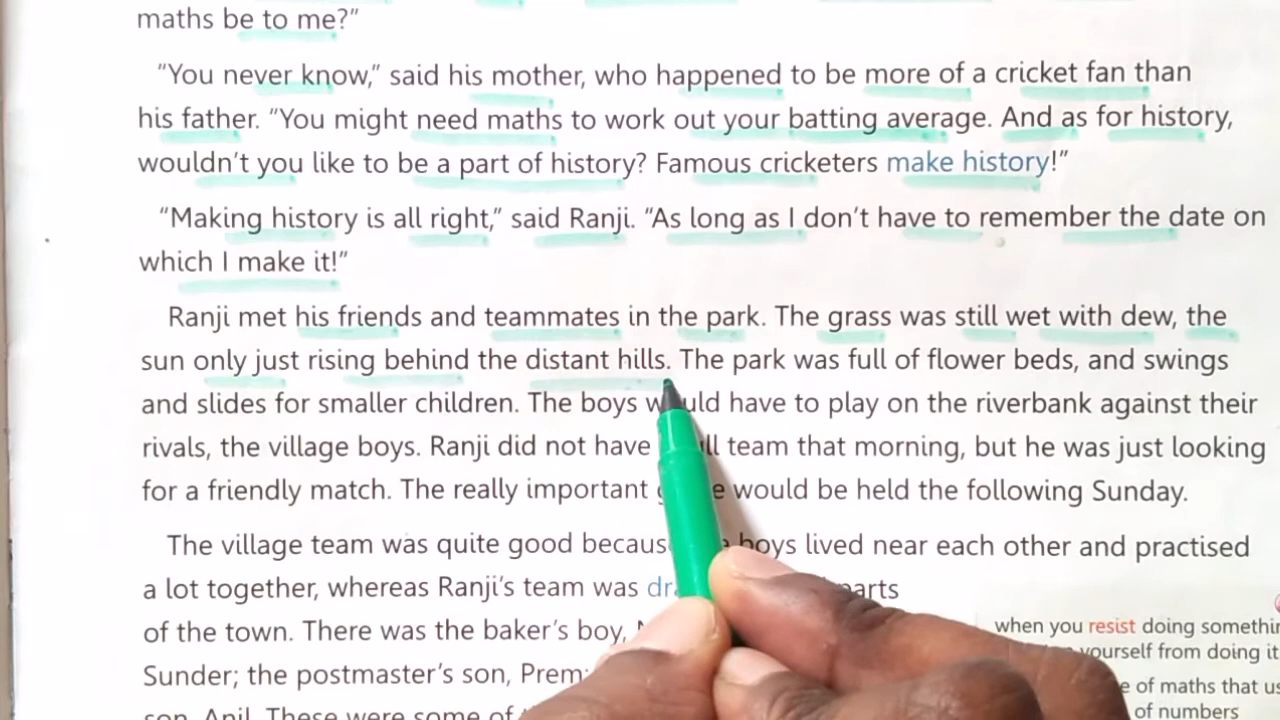 maths be to me?”
“You never know,” said his mother, who happened to be more of a cricket fan than
his father. “You might need maths to work out your batting average. And as for history,
wouldn’t you like to be a part of history? Famous cricketers make history!”
“Making history is all right,” said Ranji. “As long as I don’t have to remember the date on
which I make it!”
Ranji met his friends and teammates in the park. The grass was still wet with dew, the
sun only just rising behind the distant hills. The park was full of flower beds, and swings
and slides for smaller children. The boys would have to play on the riverbank against their
rivals, the village boys. Ranji did not have team that morning, but he was just looking
for a friendly match. The really important would be held the following Sunday.
The village team was quite good because boys lived near each other and practised
a lot together, whereas Ranji’s team was
of the town. There was the baker’s boy,
Sunder; the postmaster’s son, Prem;
son, Anil. These were some of
when you resist doing
yourself from doing it
of maths that
of numbers